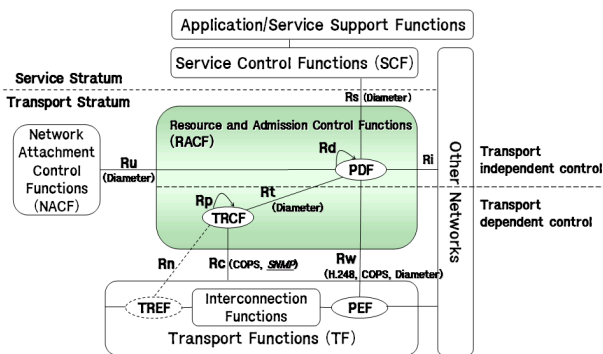 Application/Service Support Functions
Service Control Functions (SCF)
Service Stratum
Transport Stratum
Rs (Diameter)
Resource and Admission Control Functions
(RACF)
Network
Attachment
Control
Functions
(NACF)
Ru
(Diameter)
Rd
PDF
Ri
Other Networks
Transport
independent control
Transport
dependent control
Rp
Rt
(Diameter)
TRCF
Rn
Rc (COPS, SNMP)
Rw
(H.248, COPS, Diameter)
TREF
Interconnection
Functions
PEF
Transport Functions (TF)